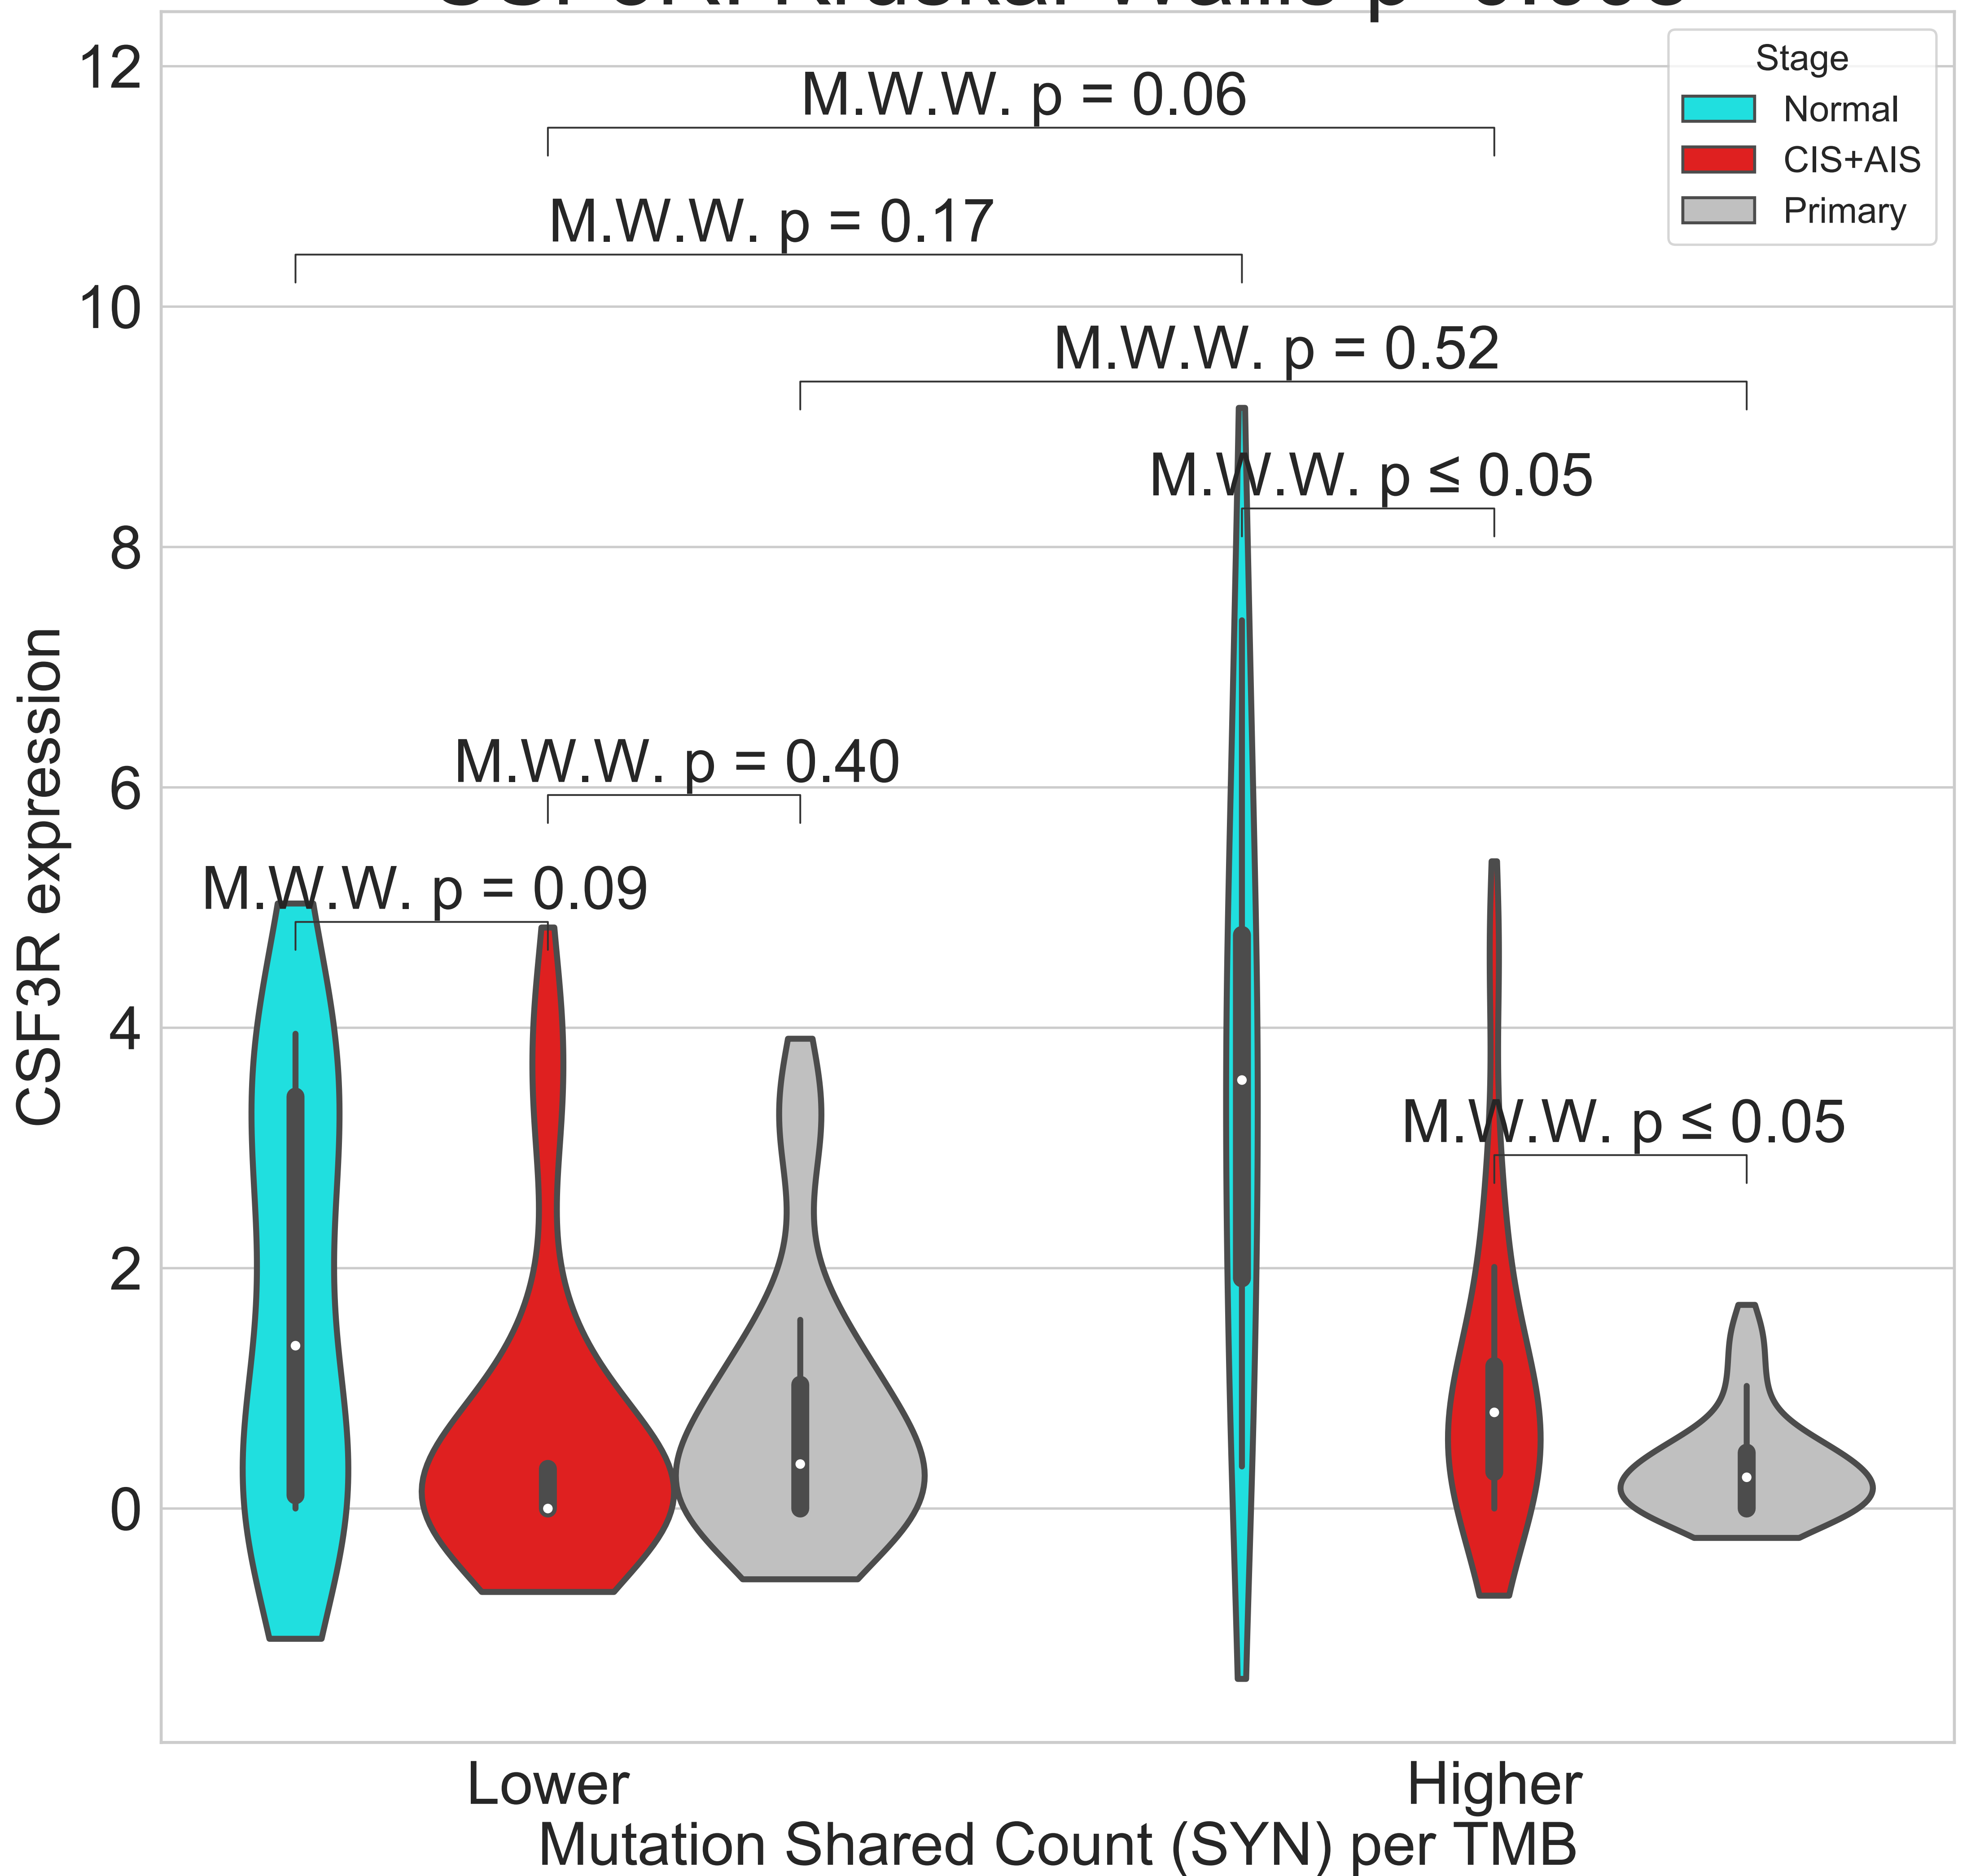 12
M.W.W. p = 0.06
Stage
Normal
CIS+AIS
Primary
M.W.W. p = 0.17
10
M.W.W. p = 0.52
M.W.W. p ≤ 0.05
8
CSF3R expression
M.W.W. p = 0.40
6
M.W.W. p = 0.09
4
M.W.W. p ≤ 0.05
2
0
Lower
Higher
Mutation Shared Count (SYN) per TMB